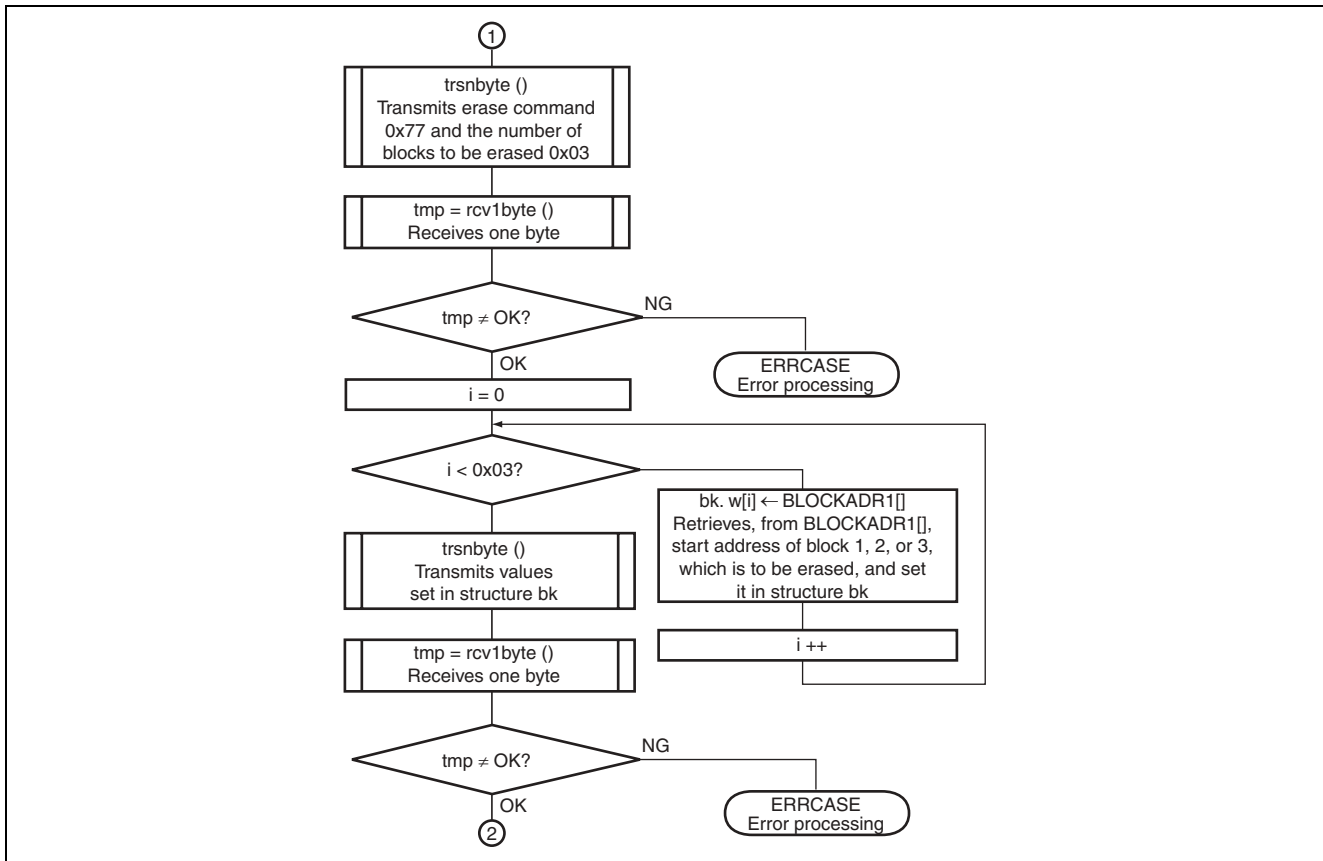 1
trsnbyte ()
Transmits erase command
0x77 and the number of
blocks to be erased 0x03
tmp = rcv1byte ()
Receives one byte
tmp ≠ OK?
NG
OK
ERRCASE
Error processing
i = 0
i < 0x03?
bk. w[i] ← BLOCKADR1[]
Retrieves, from BLOCKADR1[],
start address of block 1, 2, or 3,
which is to be erased, and set
it in structure bk
i ++
trsnbyte ()
Transmits values
set in structure bk
tmp = rcv1byte ()
Receives one byte
tmp ≠ OK?
NG
OK
ERRCASE
Error processing
2